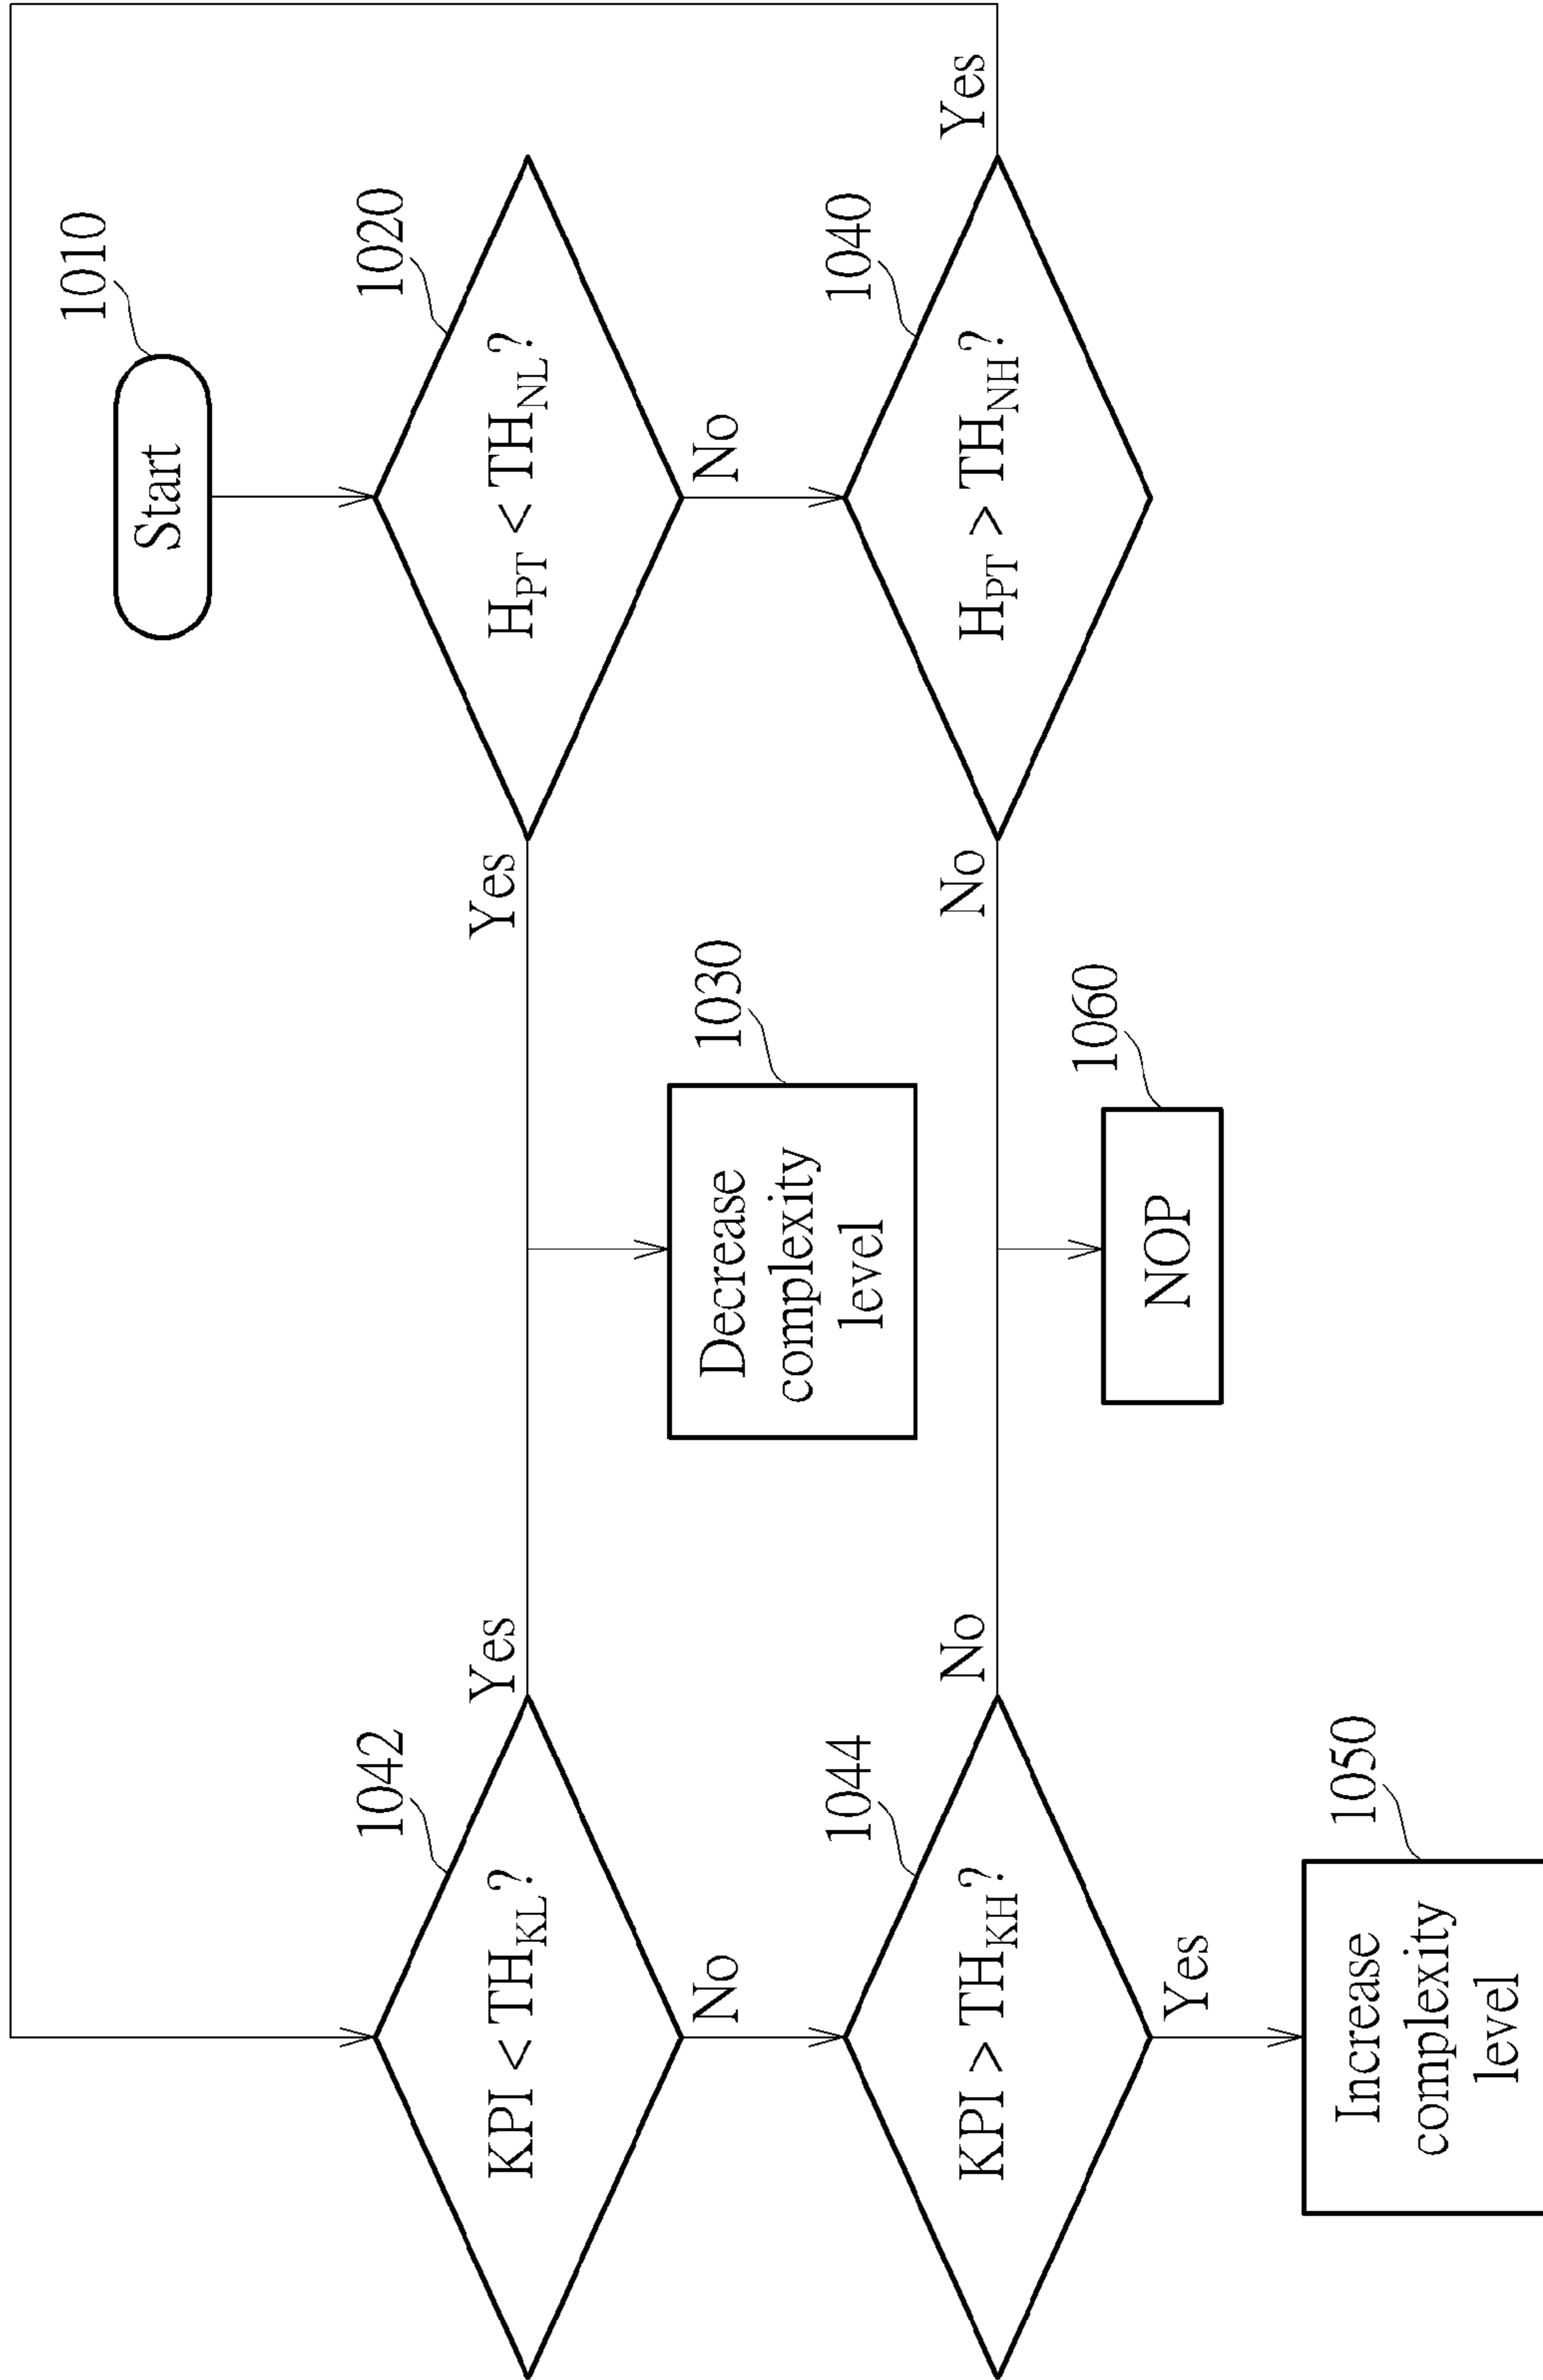 1010
Start
1020
H_PT < TH_NL?
Yes
No
1040
H_PT > TH_NH?
Yes
No
1030
Decrease
complexity
level
1060
NOP
1042
KPI < TH_KL?
Yes
No
1044
KPI > TH_KH?
No
Yes
1050
Increase
complexity
level